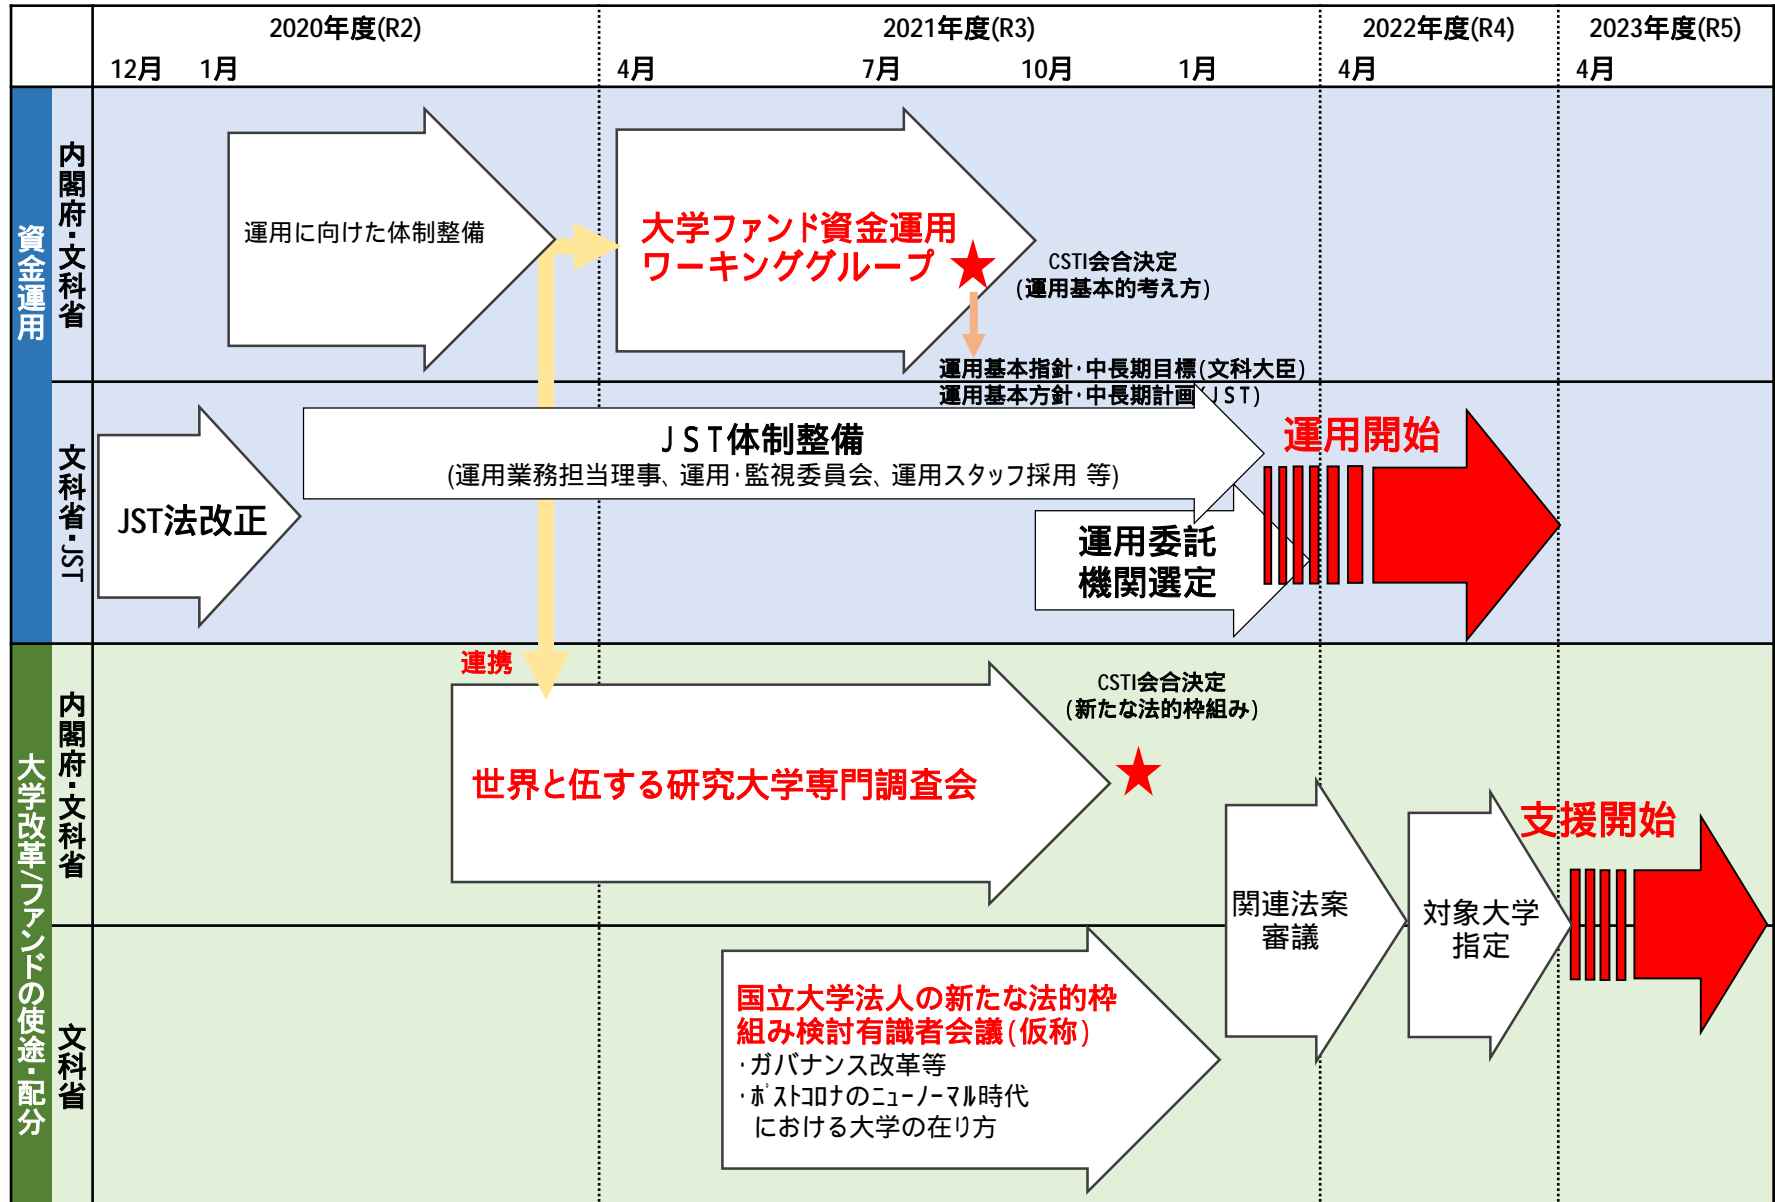 2020年度(R2)
2021年度(R3)
2022年度(R4)
2023年度(R5)
12月
1月
4月
7月
10月
1月
4月
4月
資金運用
内閣府・文科省
運用に向けた体制整備
大学ファンド資金運用
ワーキンググループ
CSTI会合決定
(運用基本的考え方)
運用基本指針・中長期目標(文科大臣)
運用基本方針・中長期計画(JST)
文科省・JST
JST法改正
JST体制整備
(運用業務担当理事、運用・監視委員会、運用スタッフ採用 等)
運用委託
機関選定
運用開始
大学改革/ファンドの使途・配分
内閣府・文科省
連携
世界と伍する研究大学専門調査会
CSTI会合決定
(新たな法的枠組み)
関連法案
審議
対象大学
指定
支援開始
文科省
国立大学法人の新たな法的枠
組み検討有識者会議(仮称)
・ガバナンス改革等
・ポストコロナのニューノーマル時代
における大学の在り方